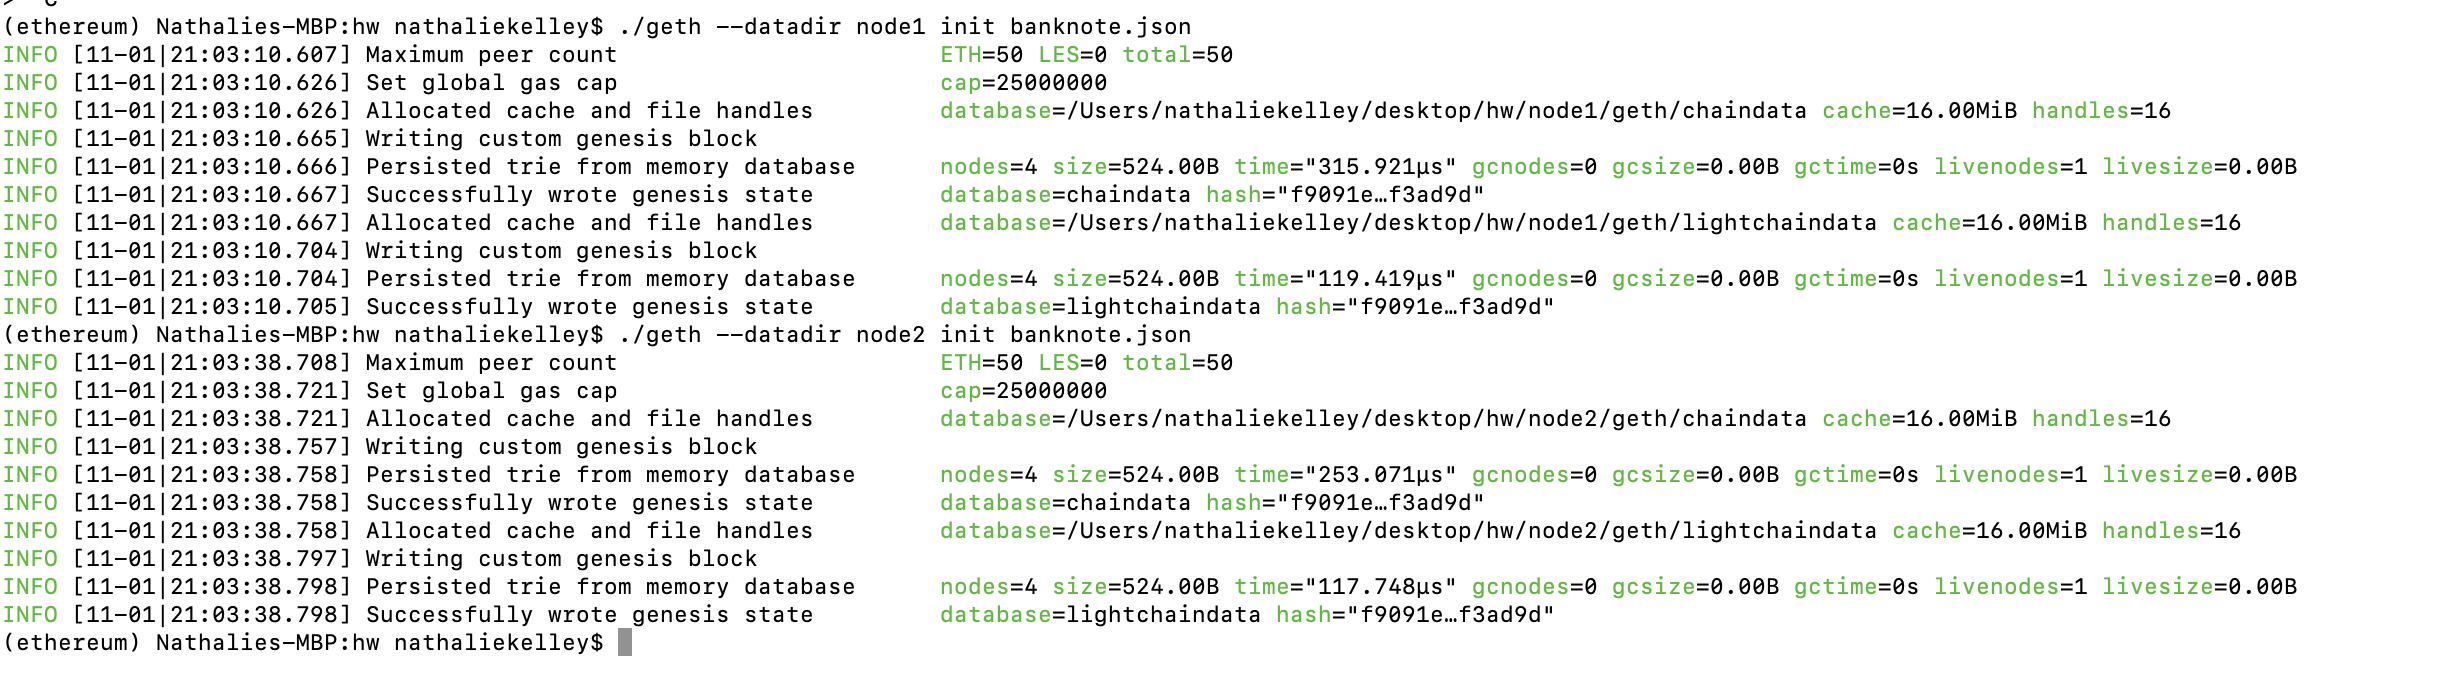 (ethereum) Nathalies-MBP:hw nathaliekelley$ ./geth --datadir node1 init banknote.json
INFO [11-01|21:03:10.607] Maximum peer count                       ETH=50 LES=0 total=50
INFO [11-01|21:03:10.626] Set global gas cap                       cap=25000000
INFO [11-01|21:03:10.626] Allocated cache and file handles         database=/Users/nathaliekelley/desktop/hw/node1/geth/chaindata cache=16.00MiB handles=16
INFO [11-01|21:03:10.665] Writing custom genesis block
INFO [11-01|21:03:10.666] Persisted trie from memory database      nodes=4 size=524.00B time="315.921µs" gcnodes=0 gcsize=0.00B gctime=0s livenodes=1 livesize=0.00B
INFO [11-01|21:03:10.667] Successfully wrote genesis state         database=chaindata hash="f9091e…f3ad9d"
INFO [11-01|21:03:10.667] Allocated cache and file handles         database=/Users/nathaliekelley/desktop/hw/node1/geth/lightchaindata cache=16.00MiB handles=16
INFO [11-01|21:03:10.704] Writing custom genesis block
INFO [11-01|21:03:10.704] Persisted trie from memory database      nodes=4 size=524.00B time="119.419µs" gcnodes=0 gcsize=0.00B gctime=0s livenodes=1 livesize=0.00B
INFO [11-01|21:03:10.705] Successfully wrote genesis state         database=lightchaindata hash="f9091e…f3ad9d"
(ethereum) Nathalies-MBP:hw nathaliekelley$ ./geth --datadir node2 init banknote.json
INFO [11-01|21:03:38.708] Maximum peer count                       ETH=50 LES=0 total=50
INFO [11-01|21:03:38.721] Set global gas cap                       cap=25000000
INFO [11-01|21:03:38.721] Allocated cache and file handles         database=/Users/nathaliekelley/desktop/hw/node2/geth/chaindata cache=16.00MiB handles=16
INFO [11-01|21:03:38.757] Writing custom genesis block
INFO [11-01|21:03:38.758] Persisted trie from memory database      nodes=4 size=524.00B time="253.071µs" gcnodes=0 gcsize=0.00B gctime=0s livenodes=1 livesize=0.00B
INFO [11-01|21:03:38.758] Successfully wrote genesis state         database=chaindata hash="f9091e…f3ad9d"
INFO [11-01|21:03:38.758] Allocated cache and file handles         database=/Users/nathaliekelley/desktop/hw/node2/geth/lightchaindata cache=16.00MiB handles=16
INFO [11-01|21:03:38.797] Writing custom genesis block
INFO [11-01|21:03:38.798] Persisted trie from memory database      nodes=4 size=524.00B time="117.748µs" gcnodes=0 gcsize=0.00B gctime=0s livenodes=1 livesize=0.00B
INFO [11-01|21:03:38.798] Successfully wrote genesis state         database=lightchaindata hash="f9091e…f3ad9d"
(ethereum) Nathalies-MBP:hw nathaliekelley$